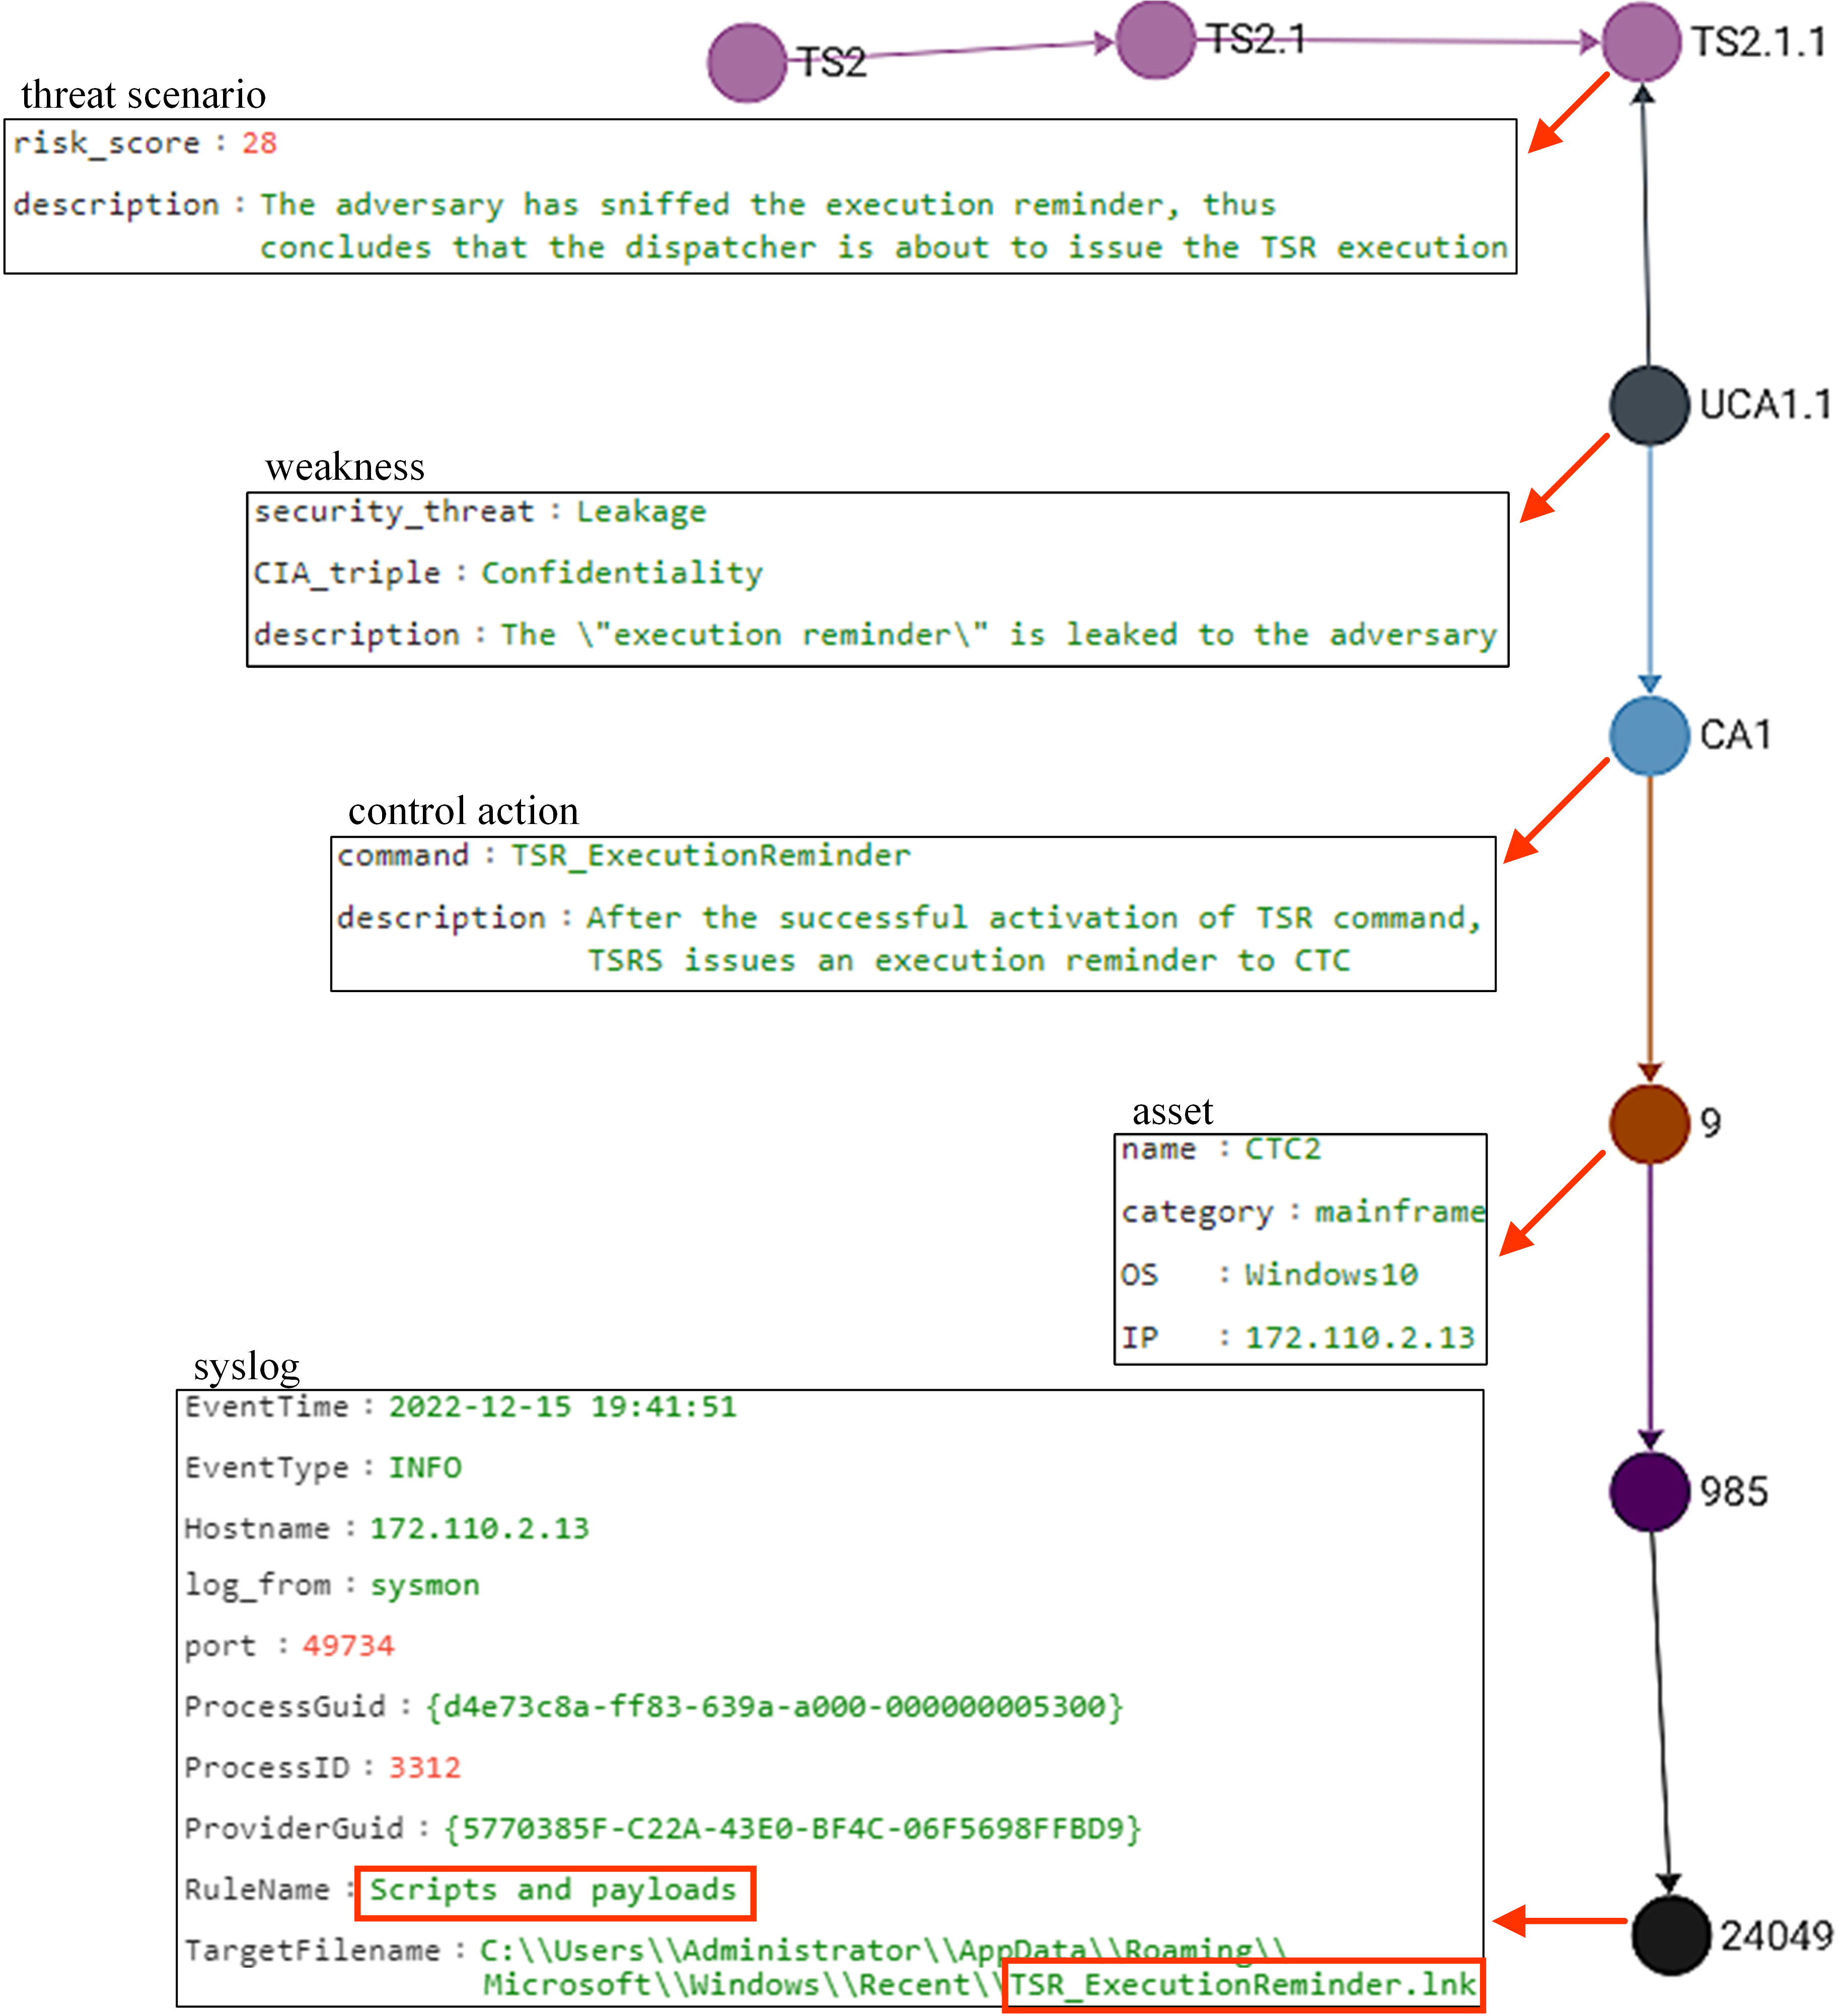 TS2
TS2.1
TS2.1.1
threat scenario
risk_score : 28
description : The adversary has sniffed the execution reminder, thus
concludes that the dispatcher is about to issue the TSR execution
UCA1.1
weakness
security_threat : Leakage
CIA_triple : Confidentiality
description : The \"execution reminder\" is leaked to the adversary
CA1
control action
command : TSR_ExecutionReminder
description : After the successful activation of TSR command,
TSRS issues an execution reminder to CTC
9
asset
name : CTC2
category : mainframe
OS : Windows10
IP : 172.110.2.13
syslog
EventTime : 2022-12-15 19:41:51
EventType : INFO
985
Hostname : 172.110.2.13
log_from : sysmon
port : 49734
ProcessGuid : {d4e73c8a-ff83-639a-a000-000000005300}
ProcessID : 3312
ProviderGuid : {5770385F-C22A-43E0-BF4C-06F5698FFBD9}
RuleName : Scripts and payloads
TargetFilename : C:\\Users\\Administrator\\AppData\\Roaming\\
Microsoft\\Windows\\Recent\\TSR_ExecutionReminder.lnk
24049